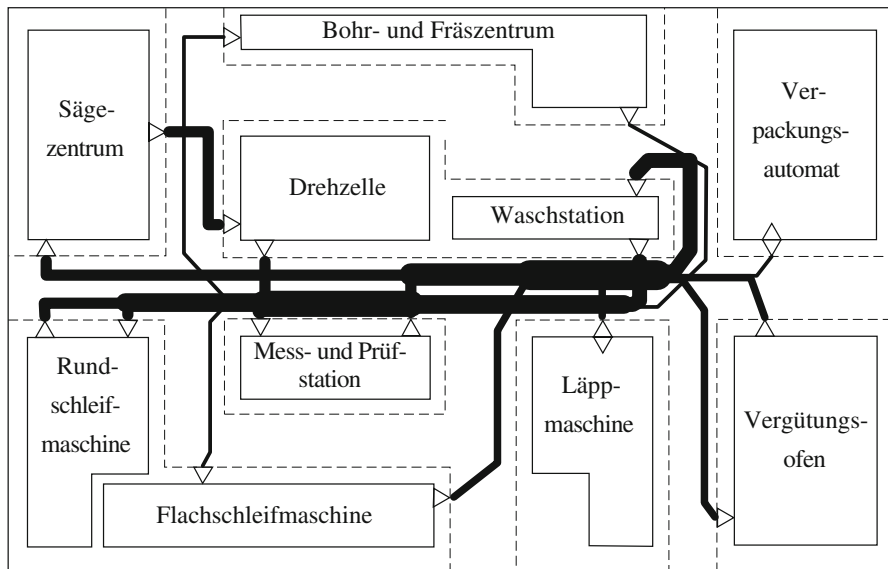 Bohr- und Fräszentrum
Säge-
zentrum
Ver-
packungs-
automat
Drehzelle
Waschstation
Mess- und Prüf-
station
Rund-
schleif-
maschine
Läpp-
maschine
Vergütungs-
ofen
Flachschleifmaschine